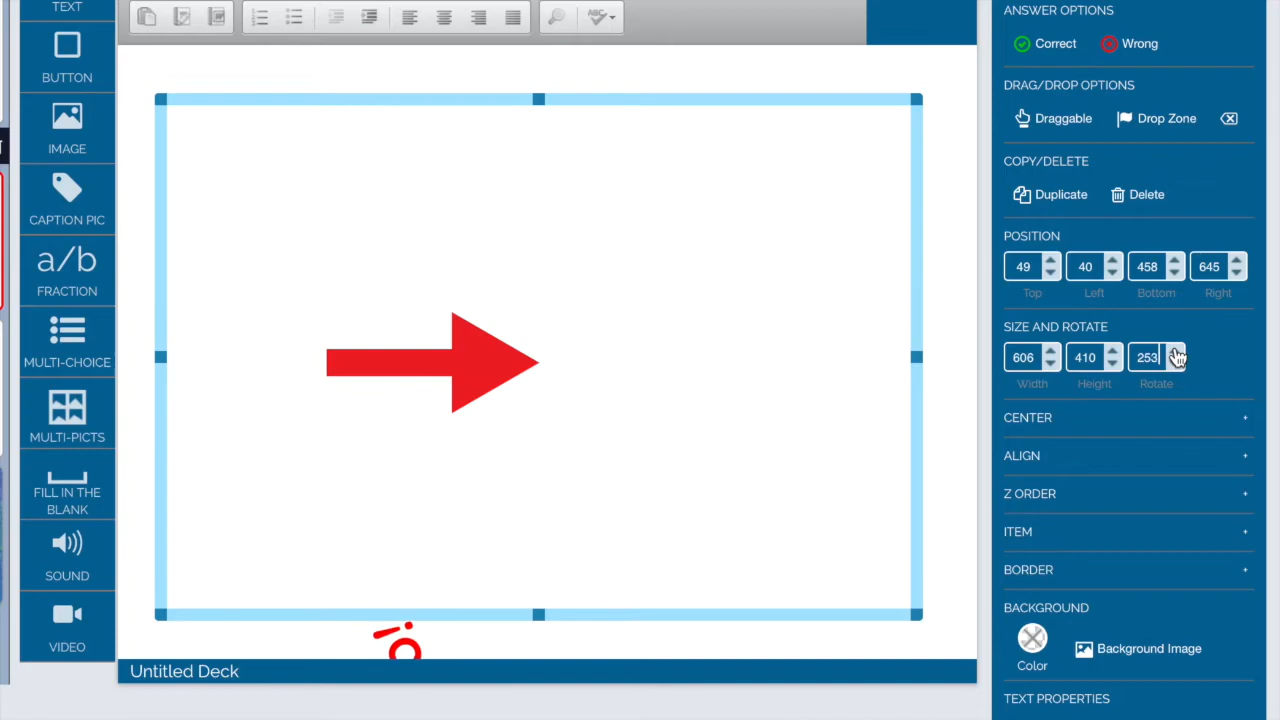 TEXT
BUTTON
IMAGE
CAPTION PIC
a/b
FRACTION
MULTI-CHOICE
MULTI-PICTS
FILL IN THE
BLANK
SOUND
VIDEO
ABC
Untitled Deck
ANSWER OPTIONS
Correct Wrong
DRAG/DROP OPTIONS
Draggable Drop Zone
COPY/DELETE
Duplicate Delete
POSITION
49 40 458 645
Top Left Bottom Right
SIZE AND ROTATE
606 410 253
Width Height Rotate
CENTER +
ALIGN +
Z ORDER +
ITEM +
BORDER +
BACKGROUND
Color Background Image
TEXT PROPERTIES